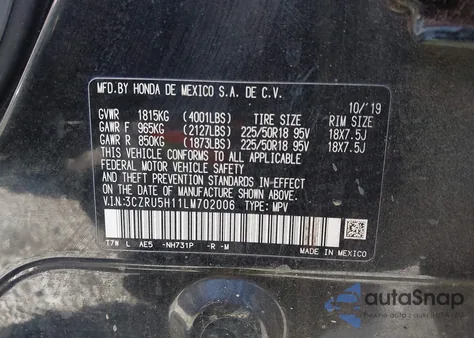 MFD.BY HONDA DE MEXICO S.A. DE C.V.
10/'19
GVWR 1815KG (4001LBS) TIRE SIZE RIM SIZE
GAWR F 965KG (2127LBS) 225/50R18 95V 18X7.5J
GAWR R 850KG (1873LBS) 225/50R18 95V 18X7.5J
THIS VEHICLE CONFORMS TO ALL APPLICABLE
FEDERAL MOTOR VEHICLE SAFETY, BUMPER,
AND THEFT PREVENTION STANDARDS IN-EFFECT
ON THE DATE OF MANUFACTURE SHOWN ABOVE.
V.I.N:3CZRU5H11LM702006 TYPE: MPV
T7W L AE5 -NH731P -R -M
MADE IN MEXICO
autoSnap